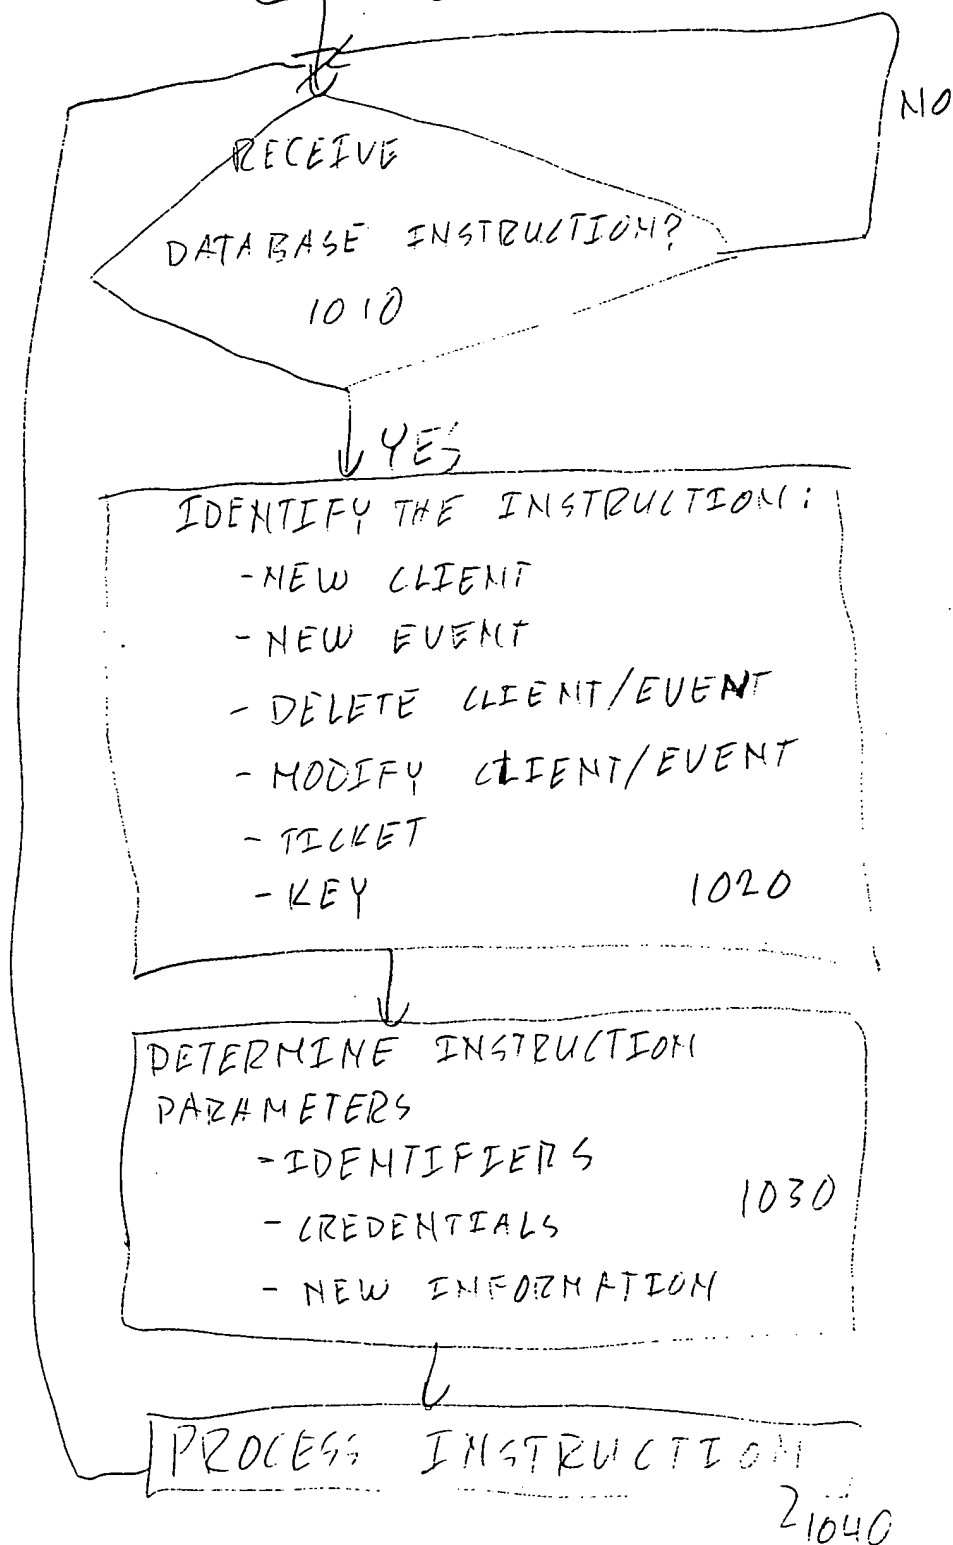 NO
RECEIVE
DATABASE INSTRUCTION?
1010
YES
IDENTIFY THE INSTRUCTION:
- NEW CLIENT
- NEW EVENT
- DELETE CLIENT/EVENT
- MODIFY CLIENT/EVENT
- TICKET
- KEY 1020
DETERMINE INSTRUCTION
PARAMETERS
- IDENTIFIERS
- CREDENTIALS 1030
- NEW INFORMATION
PROCESS INSTRUCTION
1040